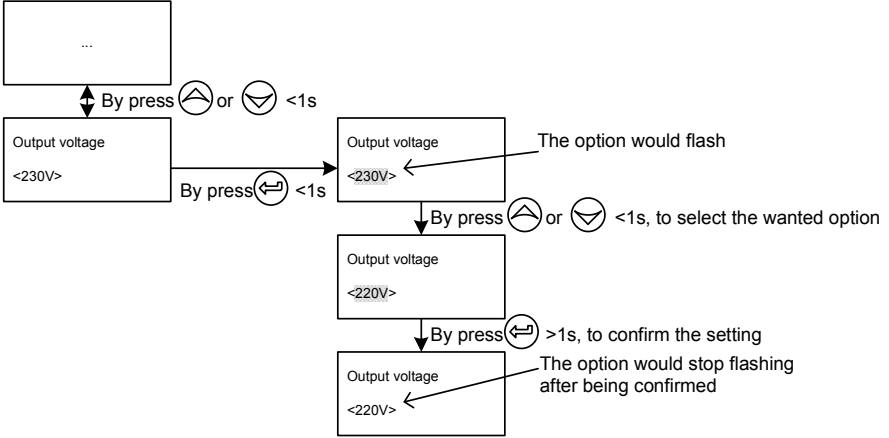 ...
By press or <1s
Output voltage
<230V>
By press <1s
Output voltage
<230V>
The option would flash
By press or <1s, to select the wanted option
Output voltage
<220V>
By press >1s, to confirm the setting
Output voltage
<220V>
The option would stop flashing
after being confirmed